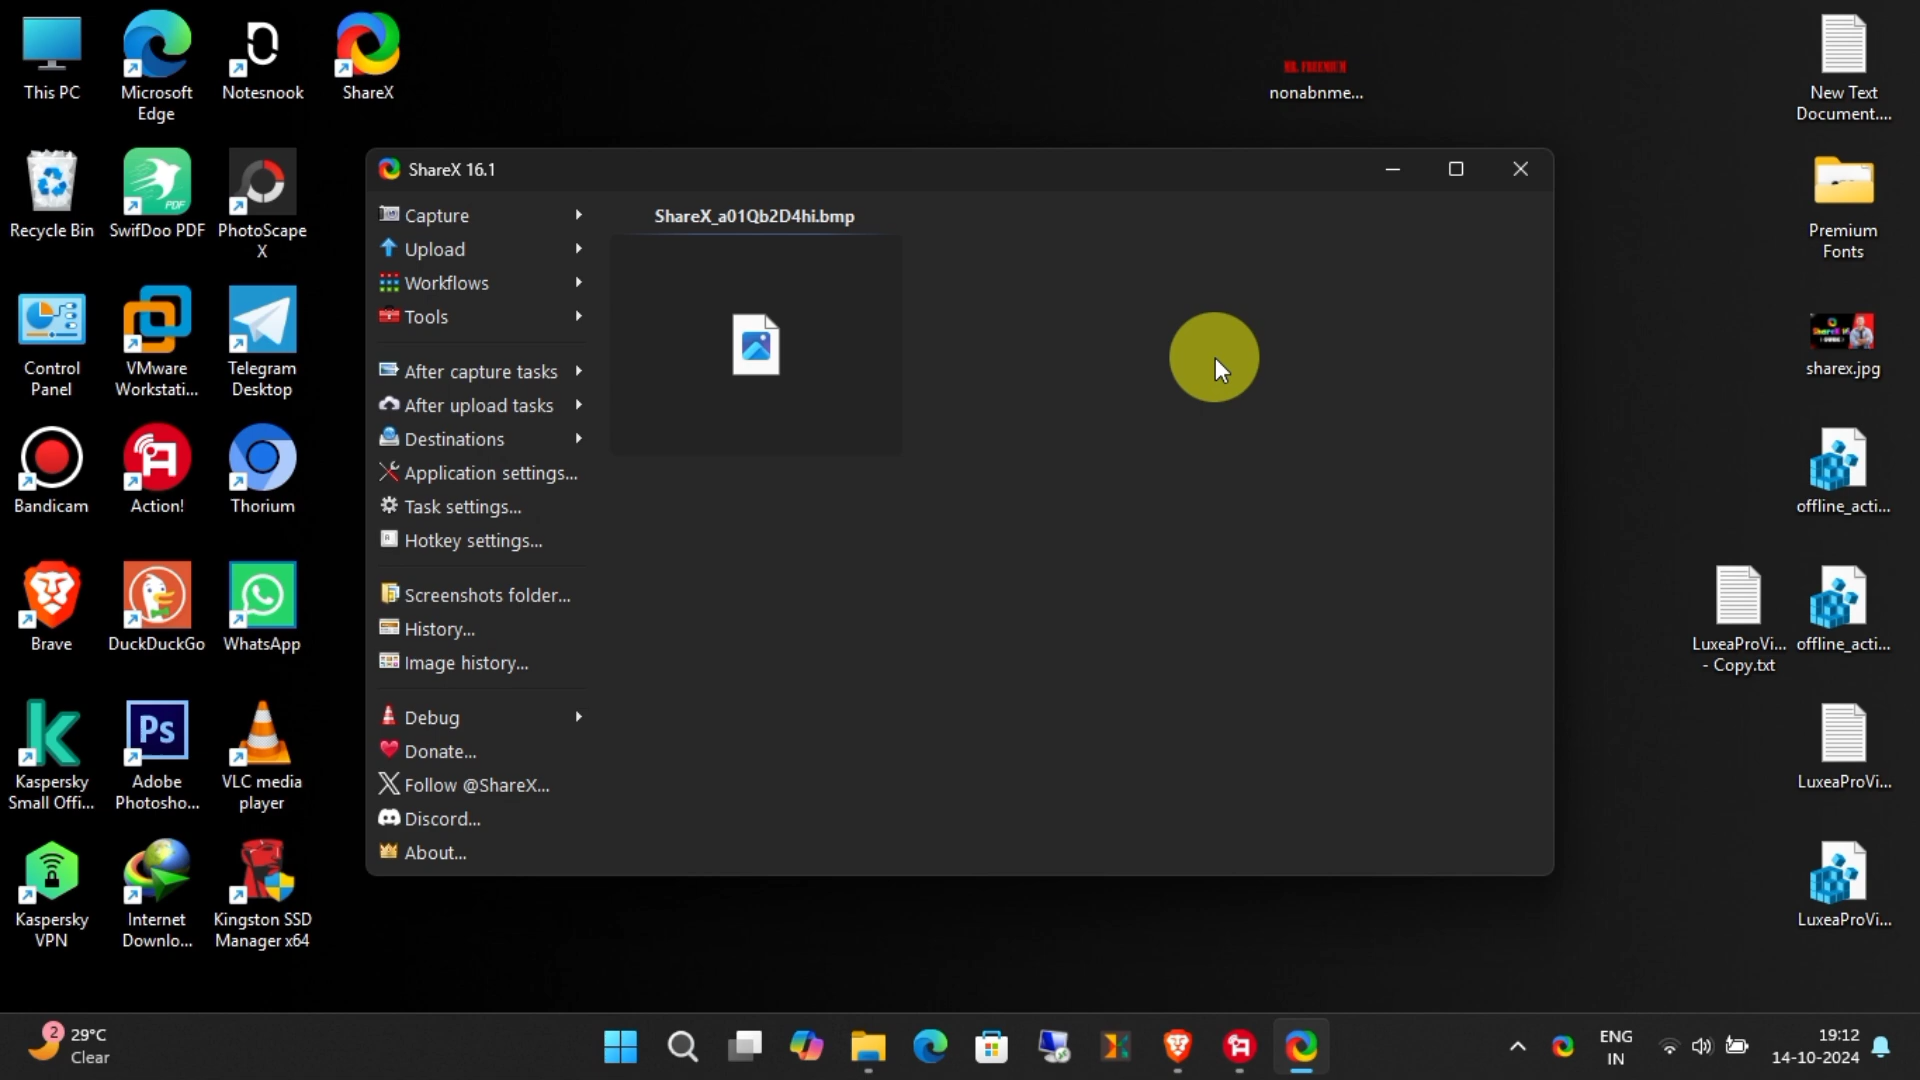 This PC
Microsoft
Edge
Notesnook
ShareX
Recycle Bin
SwifDoo PDF
PDF
PhotoScape
X
Control
Panel
VMware
Workstati...
Telegram
Desktop
Bandicam
Action!
Thorium
Brave
DuckDuckGo
WhatsApp
Kaspersky
Small Offi...
Ps
Adobe
Photosho...
VLC media
player
Kaspersky
VPN
Internet
Downlo...
Kingston SSD
Manager x64
ShareX 16.1
Capture
Upload
Workflows
Tools
After capture tasks
After upload tasks
Destinations
Application settings...
Task settings...
Hotkey settings...
Screenshots folder...
History...
Image history...
Debug
Donate...
Follow @ShareX...
Discord...
About...
ShareX_a01Qb2D4hi.bmp
nonabnme...
New Text
Document....
Premium
Fonts
sharex.jpg
offline_acti...
LuxeaProVi...
- Copy.txt
offline_acti...
LuxeaProVi...
LuxeaProVi...
2
29°C
Clear
ENG
IN
19:12
14-10-2024